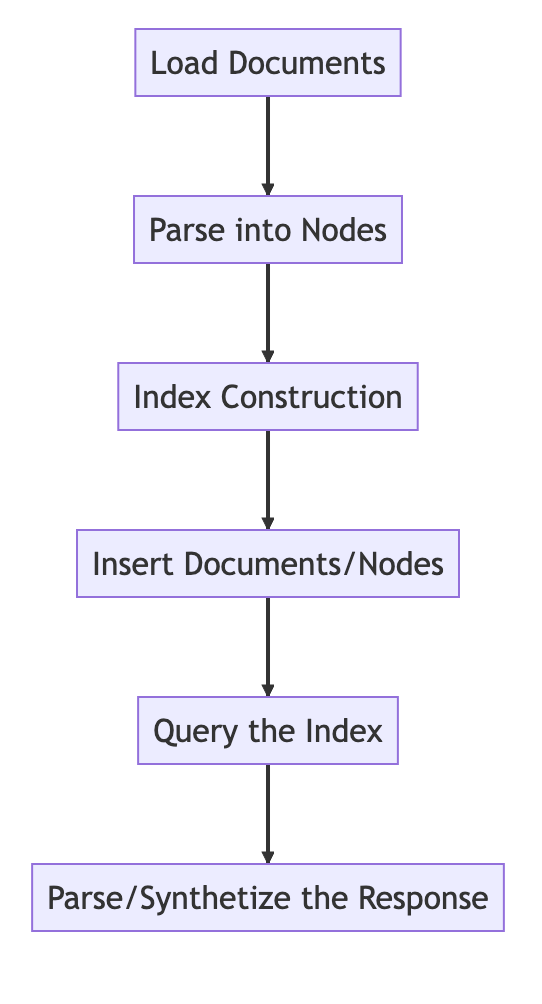 Load Documents
Parse into Nodes
Index Construction
Insert Documents/Nodes
Query the Index
Parse/Synthetize the Response